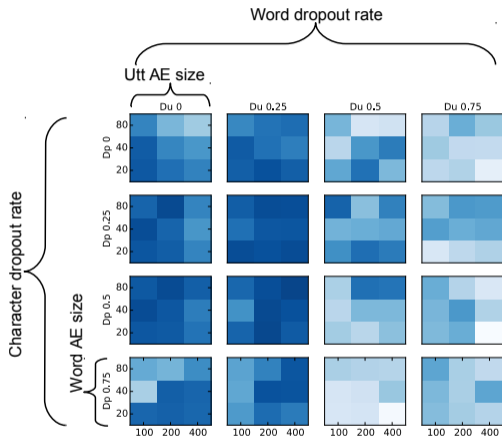 Word dropout rate
Utt AE size
Du 0 Du 0.25 Du 0.5 Du 0.75
Character dropout rate
Word AE size
Dp 0
80
40
20
Dp 0.25
80
40
20
Dp 0.5
80
40
20
Dp 0.75
80
40
20
100 200 400 100 200 400 100 200 400 100 200 400